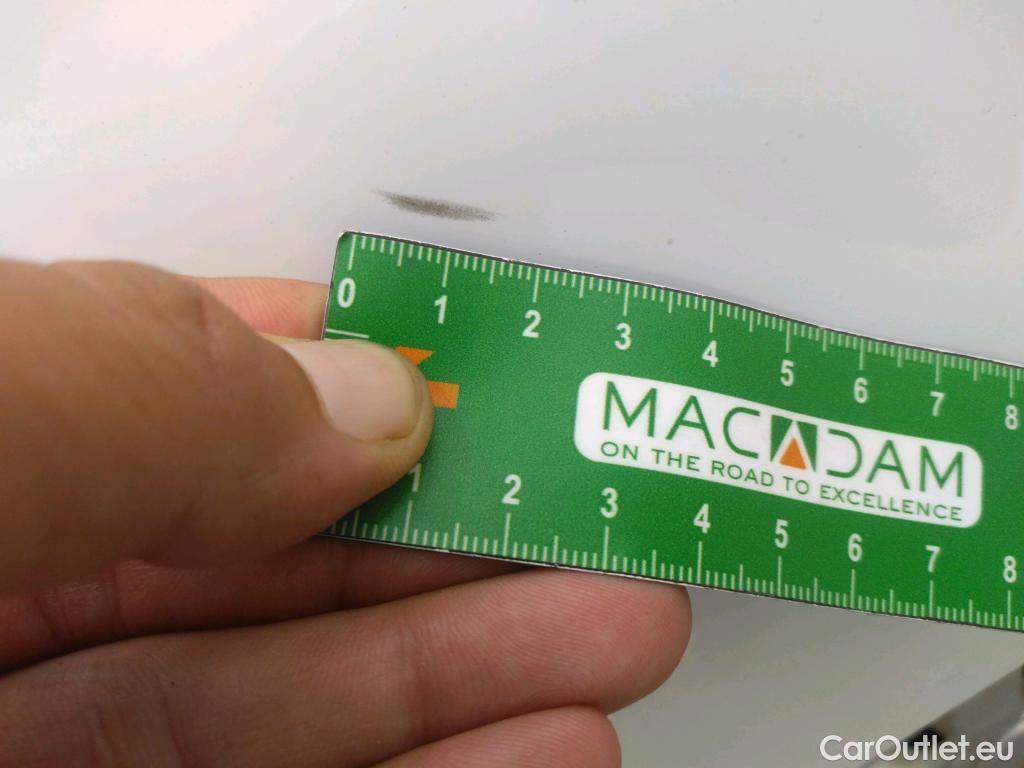 0 1 2 3 4 5 6 7 8
MACADAM
ON THE ROAD TO EXCELLENCE
1 2 3 4 5 6 7 8
CarOutlet.eu